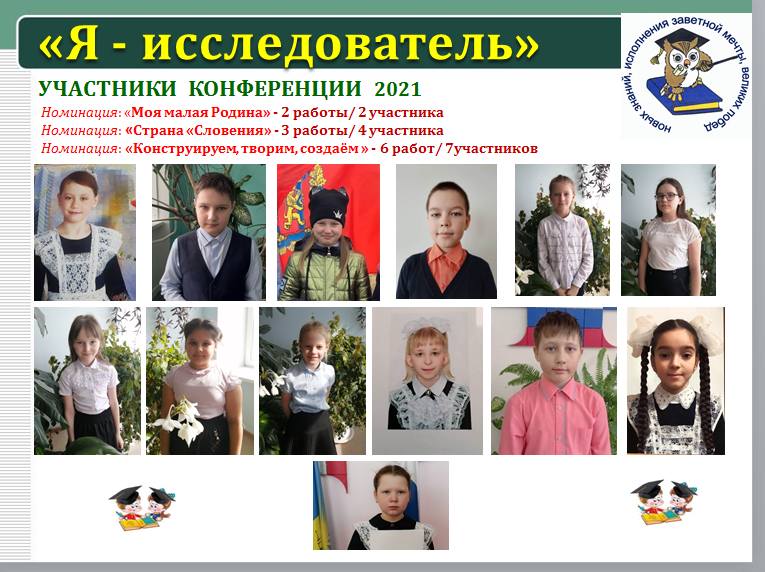 «Я - исследователь»
УЧАСТНИКИ КОНФЕРЕНЦИИ 2021
Номинация: «Моя малая Родина» - 2 работы/ 2 участника
Номинация: «Страна «Словения» - 3 работы/ 4 участника
Номинация: «Конструируем, творим, создаём » - 6 работ/ 7участников
новых знаний, исполнения заветной мечты, великих побед